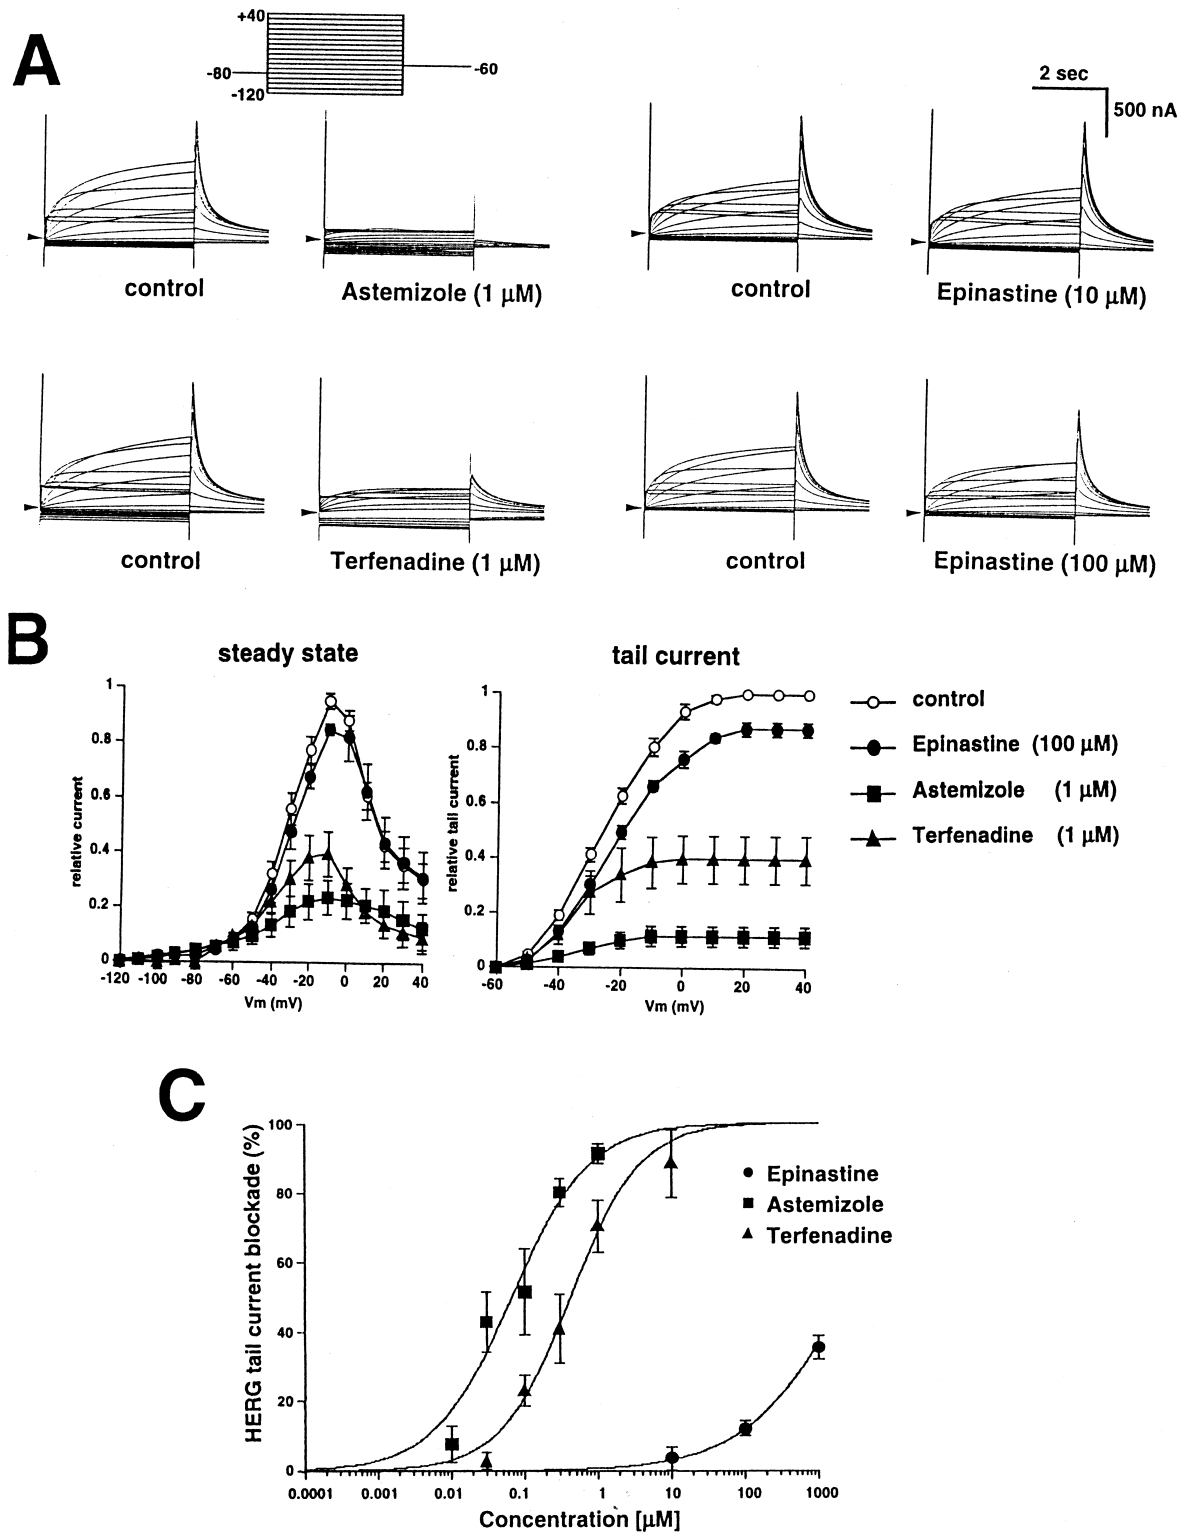 A
+40
-80
-60
-120
2 sec
500 nA
control
Astemizole (1 µM)
control
Epinastine (10 µM)
control
Terfenadine (1 µM)
control
Epinastine (100 µM)
B
steady state
relative current
1
0.8
0.6
0.4
0.2
0
-120 -100 -80 -60 -40 -20 0 20 40
Vm (mV)
tail current
relative tail current
1
0.8
0.6
0.4
0.2
0
-60 -40 -20 0 20 40
Vm (mV)
control
Epinastine (100 µM)
Astemizole (1 µM)
Terfenadine (1 µM)
C
HERG tail current blockade (%)
100
80
60
40
20
0
Epinastine
Astemizole
Terfenadine
0.0001 0.001 0.01 0.1 1 10 100 1000
Concentration [µM]